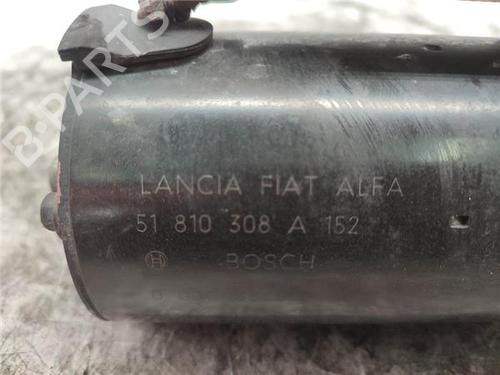 B-PARTS
LANCIA FIAT ALFA
51 810 308 A 152
BOSCH